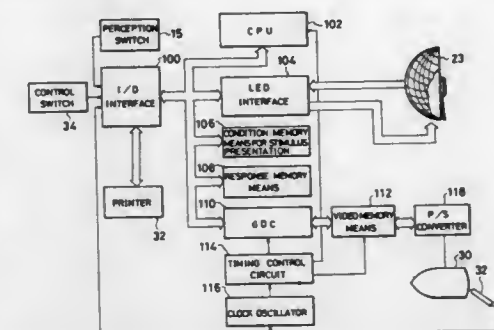 PERCEPTION
SWITCH
15
CONTROL
SWITCH
34
100
I/O
INTERFACE
PRINTER
32
CPU
102
104
LED
INTERFACE
23
106
CONDITION MEMORY
MEANS FOR STIMULUS
PRESENTATION
108
RESPONSE MEMORY
MEANS
110
GDC
112
VIDEO MEMORY
MEANS
118
P/S
CONVERTER
114
TIMING CONTROL
CIRCUIT
116
CLOCK OSCILLATOR
30
32